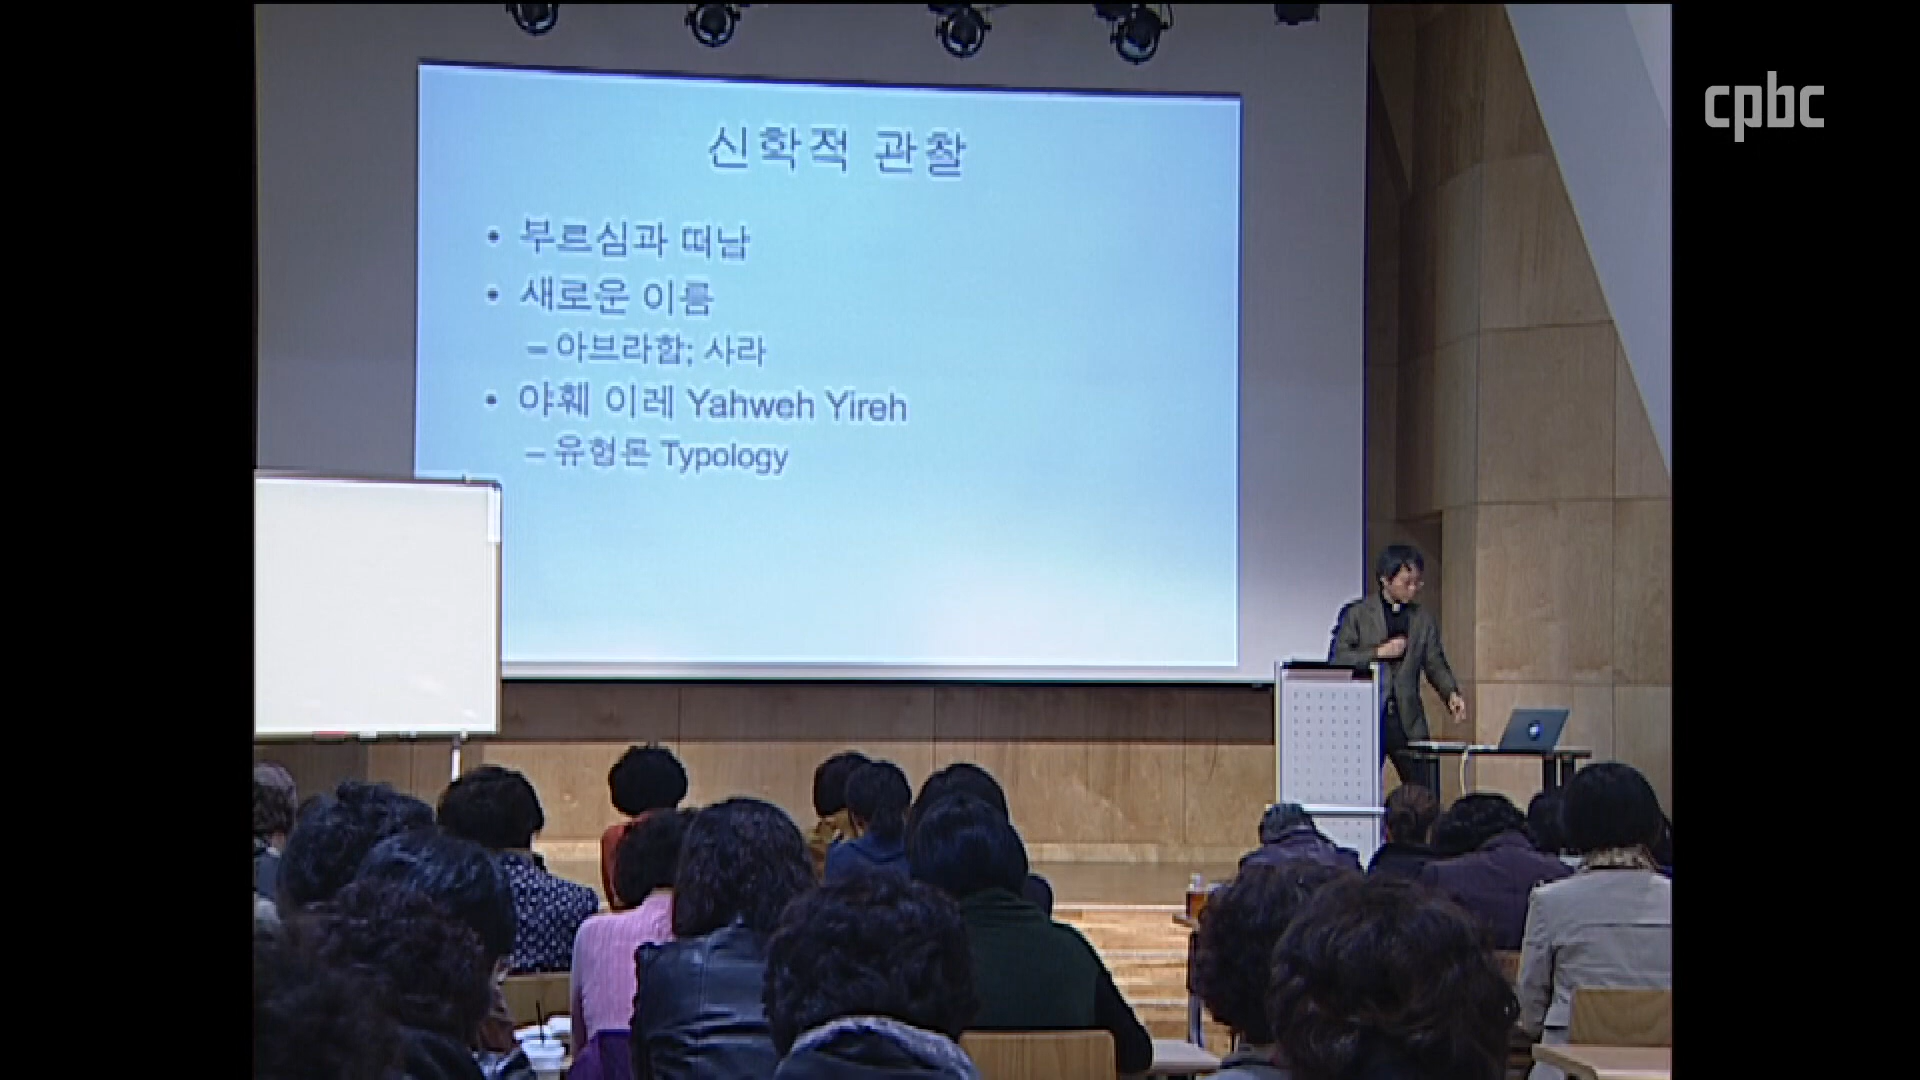 cpbc
신학적 관찰
• 부르심과 떠남
• 새로운 이름
– 아브라함; 사라
• 야훼 이레 Yahweh Yireh
– 유형론 Typology